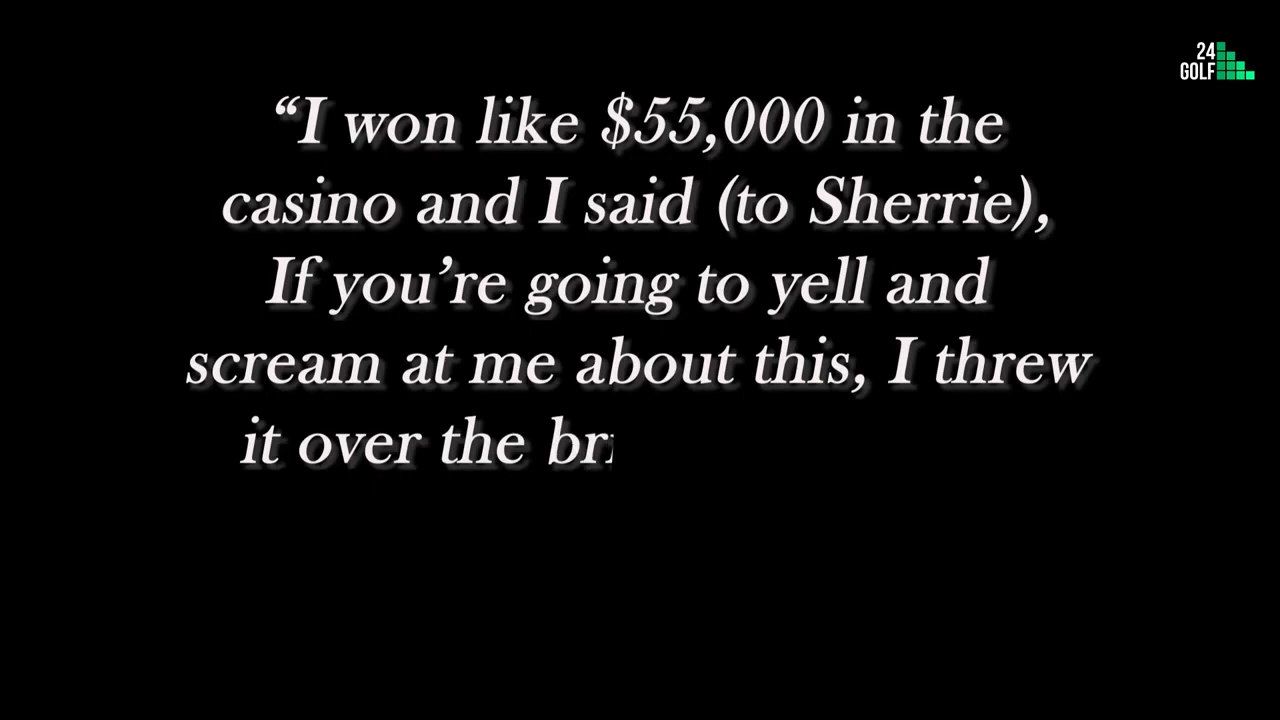 24
GOLF
“I won like $55,000 in the
casino and I said (to Sherrie),
If you’re going to yell and
scream at me about this, I threw
it over the